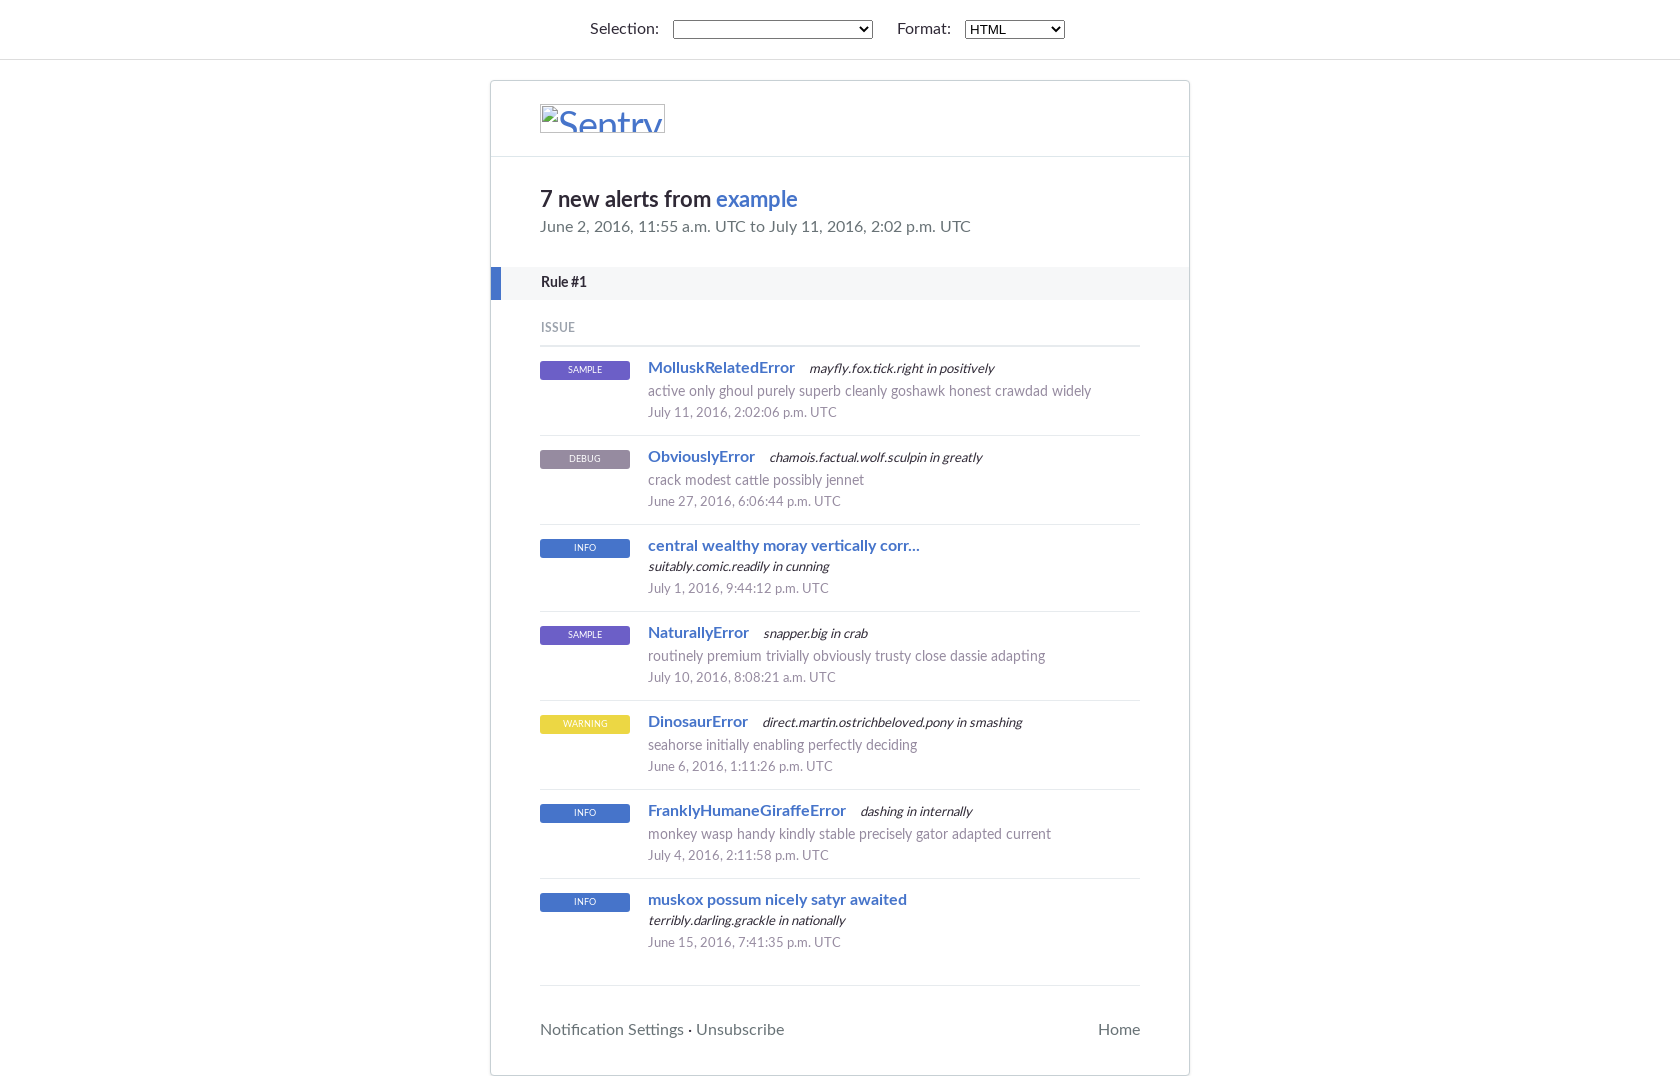 Selection: Format: HTML
Sentry
7 new alerts from example
June 2, 2016, 11:55 a.m. UTC to July 11, 2016, 2:02 p.m. UTC
Rule #1
ISSUE
SAMPLE MolluskRelatedError mayfly.fox.tick.right in positively
active only ghoul purely superb cleanly goshawk honest crawdad widely
July 11, 2016, 2:02:06 p.m. UTC
DEBUG ObviouslyError chamois.factual.wolf.sculpin in greatly
crack modest cattle possibly jennet
June 27, 2016, 6:06:44 p.m. UTC
INFO central wealthy moray vertically corr...
suitably.comic.readily in cunning
July 1, 2016, 9:44:12 p.m. UTC
SAMPLE NaturallyError snapper.big in crab
routinely premium trivially obviously trusty close dassie adapting
July 10, 2016, 8:08:21 a.m. UTC
WARNING DinosaurError direct.martin.ostrichbeloved.pony in smashing
seahorse initially enabling perfectly deciding
June 6, 2016, 1:11:26 p.m. UTC
INFO FranklyHumaneGiraffeError dashing in internally
monkey wasp handy kindly stable precisely gator adapted current
July 4, 2016, 2:11:58 p.m. UTC
INFO muskox possum nicely satyr awaited
terribly.darling.grackle in nationally
June 15, 2016, 7:41:35 p.m. UTC
Notification Settings · Unsubscribe Home